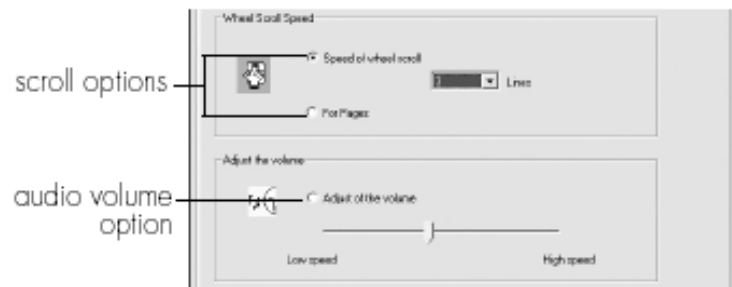 Wheel Scroll Speed
scroll options
Speed of wheel scroll
Lines
For Pages
Adjust the volume
audio volume
option
Adjust of the volume
Low speed
High speed